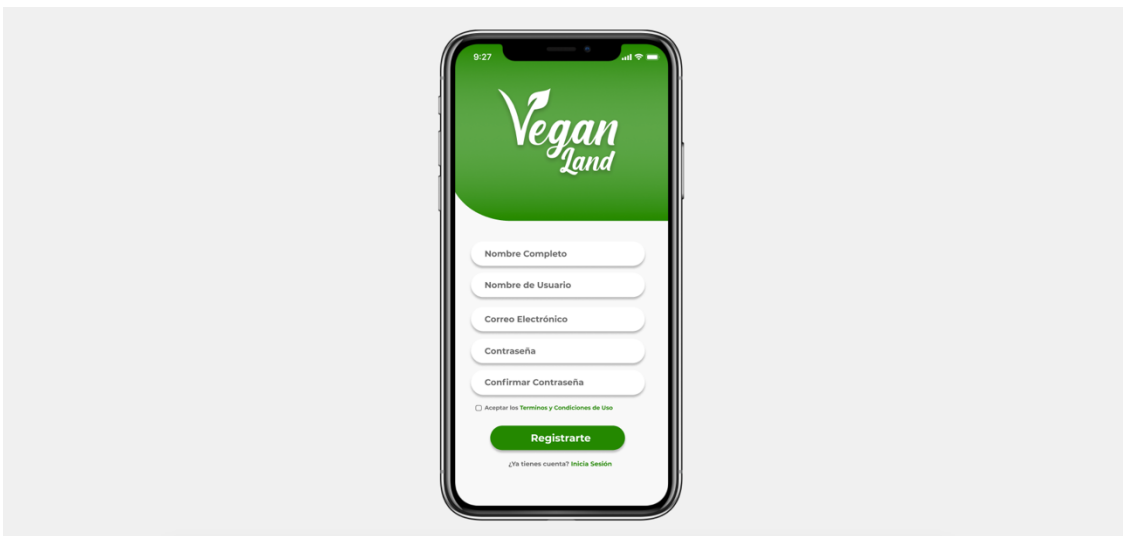 9:27
Vegan
Land
Nombre Completo
Nombre de Usuario
Correo Electrónico
Contraseña
Confirmar Contraseña
Aceptar los Terminos y Condiciones de Uso
Registrarte
¿Ya tienes cuenta? Inicia Sesión